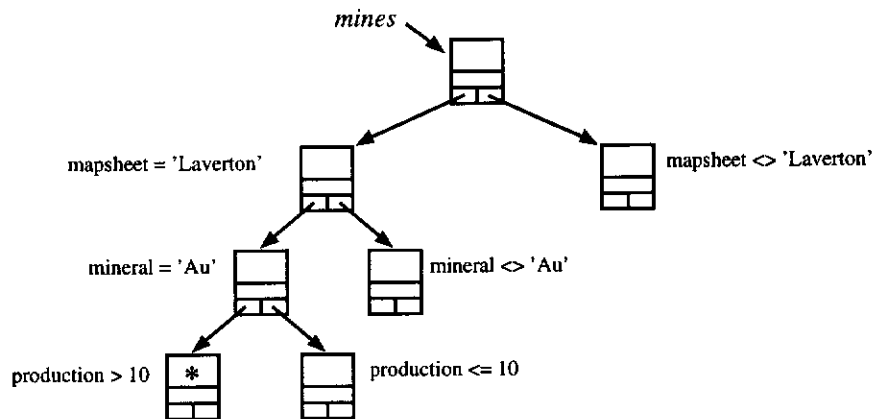 mines
mapsheet = 'Laverton'
mapsheet <> 'Laverton'
mineral = 'Au'
mineral <> 'Au'
production > 10
*
production <= 10